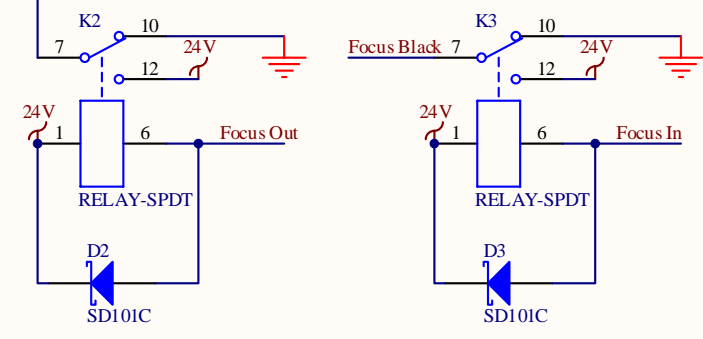 K2
10
7
24V
12
24V
1
6
Focus Out
RELAY-SPDT
D2
SD101C
K3
10
Focus Black
7
24V
12
24V
1
6
Focus In
RELAY-SPDT
D3
SD101C